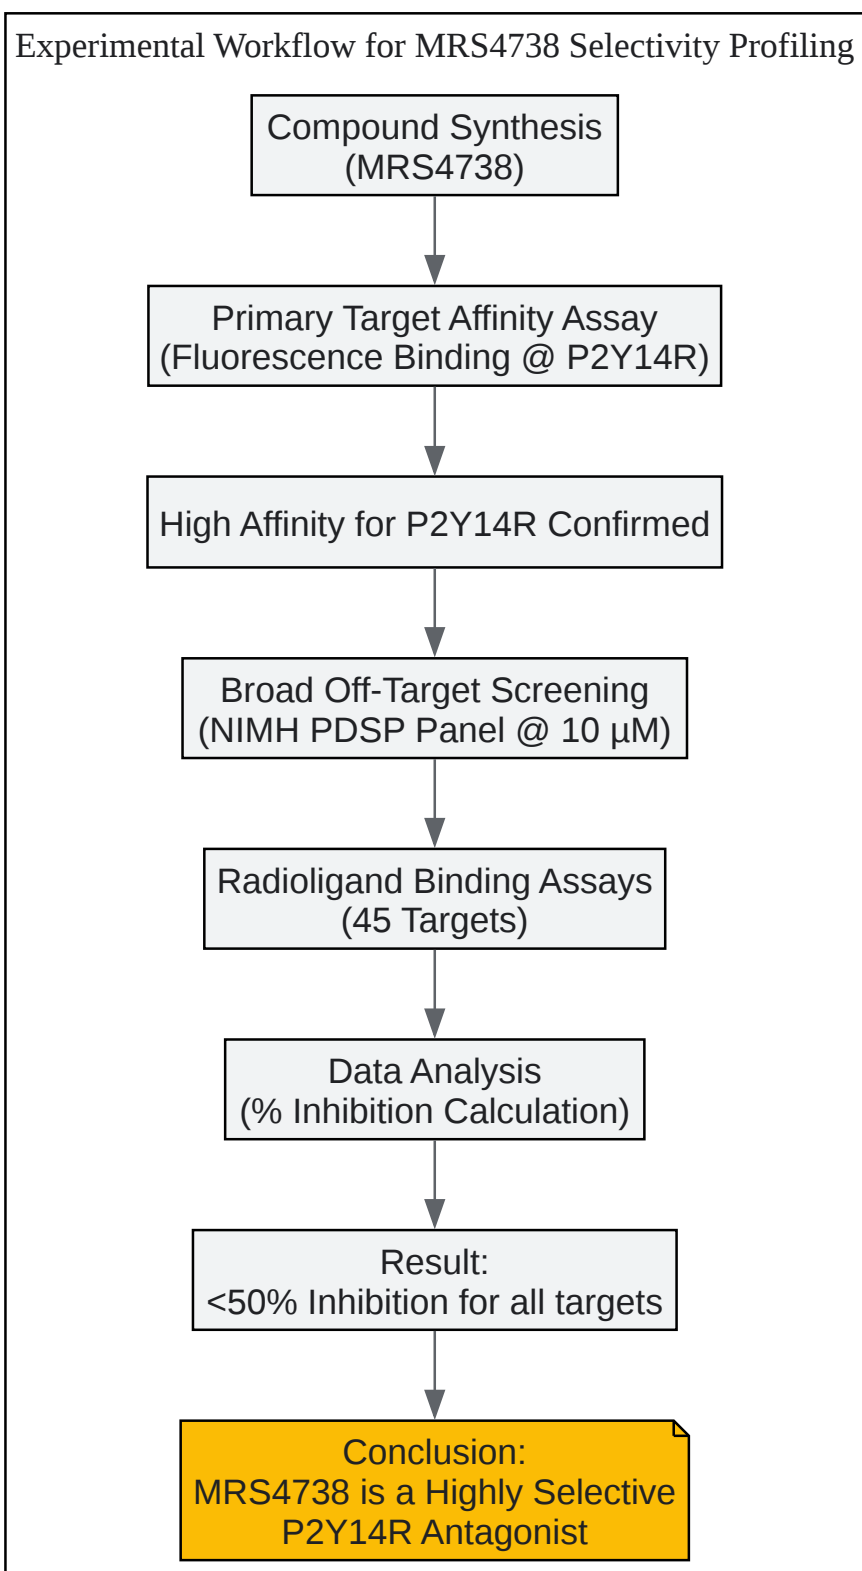 Experimental Workflow for MRS4738 Selectivity Profiling
Compound Synthesis
(MRS4738)
Primary Target Affinity Assay
(Fluorescence Binding @ P2Y14R)
High Affinity for P2Y14R Confirmed
Broad Off-Target Screening
(NIMH PDSP Panel @ 10 µM)
Radioligand Binding Assays
(45 Targets)
Data Analysis
(% Inhibition Calculation)
Result:
<50% Inhibition for all targets
Conclusion:
MRS4738 is a Highly Selective
P2Y14R Antagonist